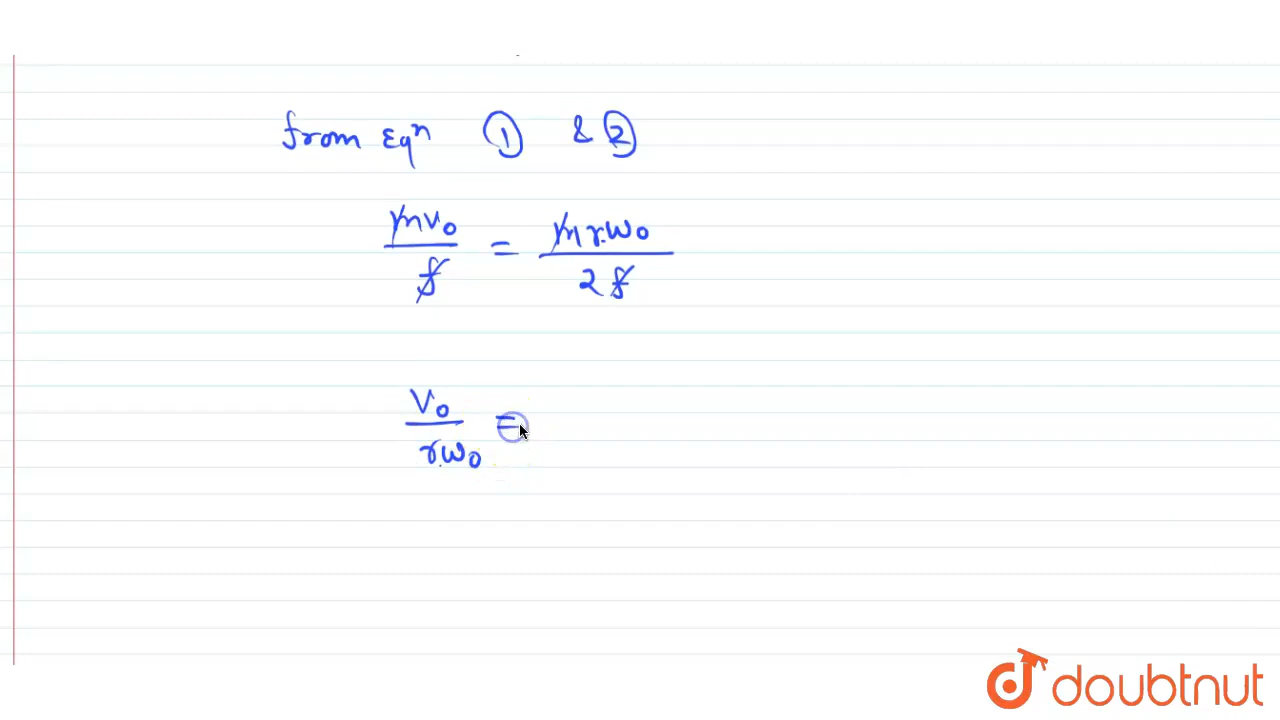 from Eqⁿ ① & ②
mv₀/f = mrω₀/2f
v₀/rω₀ =
doubtnut